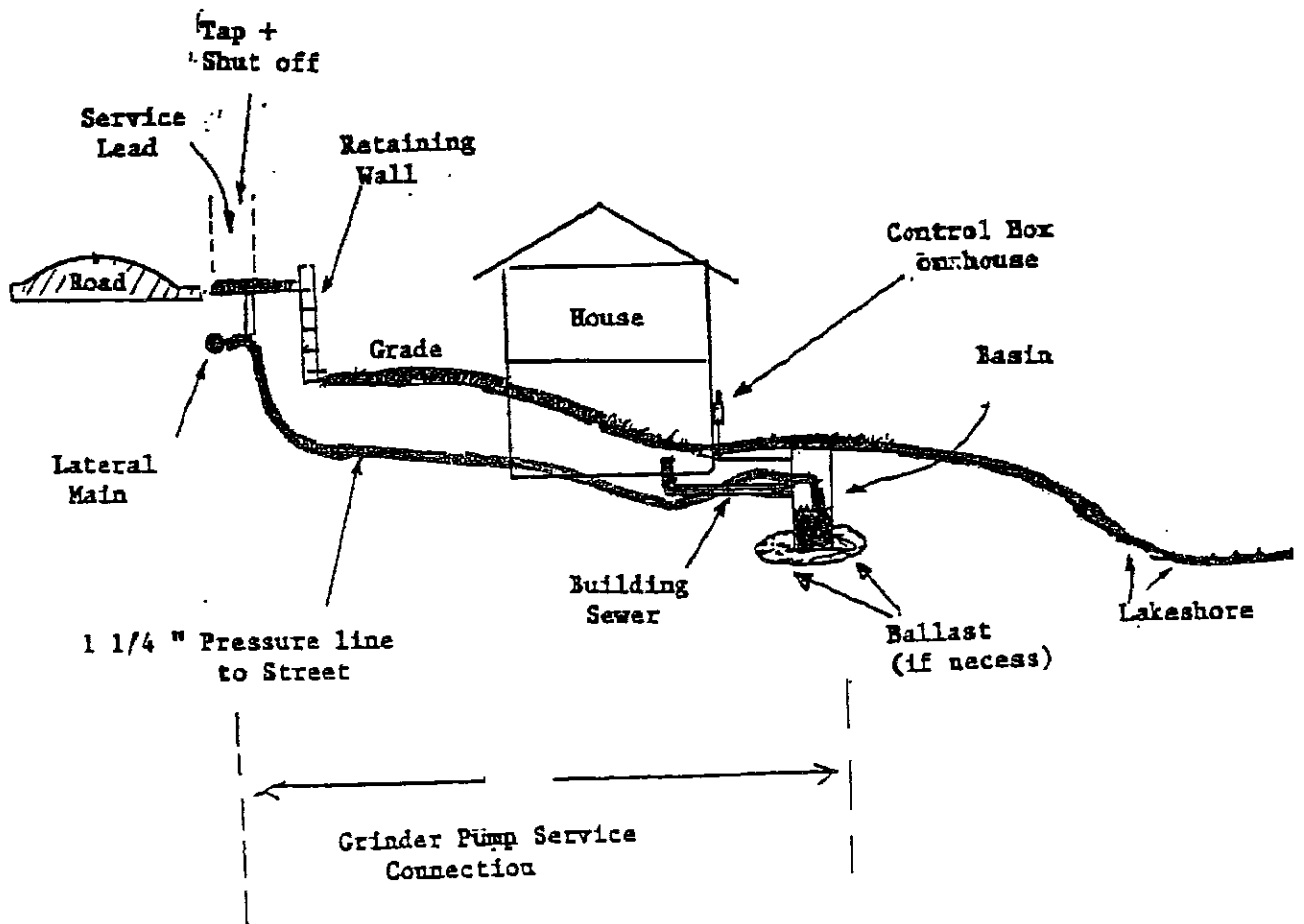 Tap +
Shut off
Service
Lead
Retaining
Wall
Control Box
on house
Road
House
Basin
Grade
Lateral
Main
Building
Sewer
Lakeshore
Ballast
(if necess)
1 1/4 " Pressure line
to Street
Grinder Pump Service
Connection